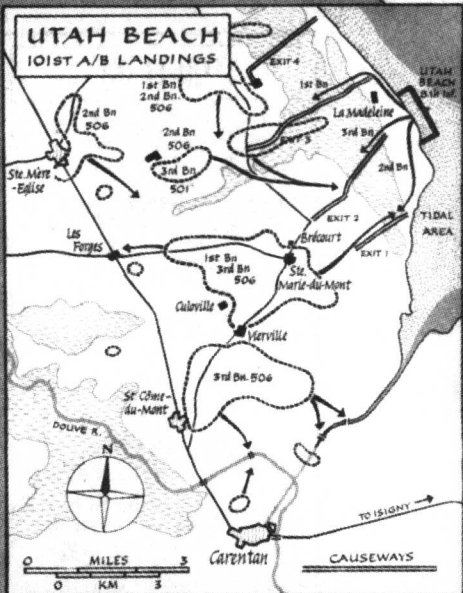 UTAH BEACH
101ST A/B LANDINGS
EXIT 4
1st Bn
2nd Bn.
506
1st Bn
UTAH
BEACH
8th Inf.
La Madeleine
2nd Bn
506
EXIT 3
3rd Bn
2nd Bn
506
3rd Bn
501
2nd Bn
Ste. Mère
-Eglise
EXIT 2
TIDAL
AREA
Brécourt
EXIT 1
Les
Forges
1st Bn
3rd Bn
506
Ste.
Marie-du-Mont
Culoville
Vierville
3rd Bn. 506
St Côme-
du-Mont
DOUVE R.
N
TO ISIGNY
Carentan
0 MILES 3
0 KM 3
CAUSEWAYS